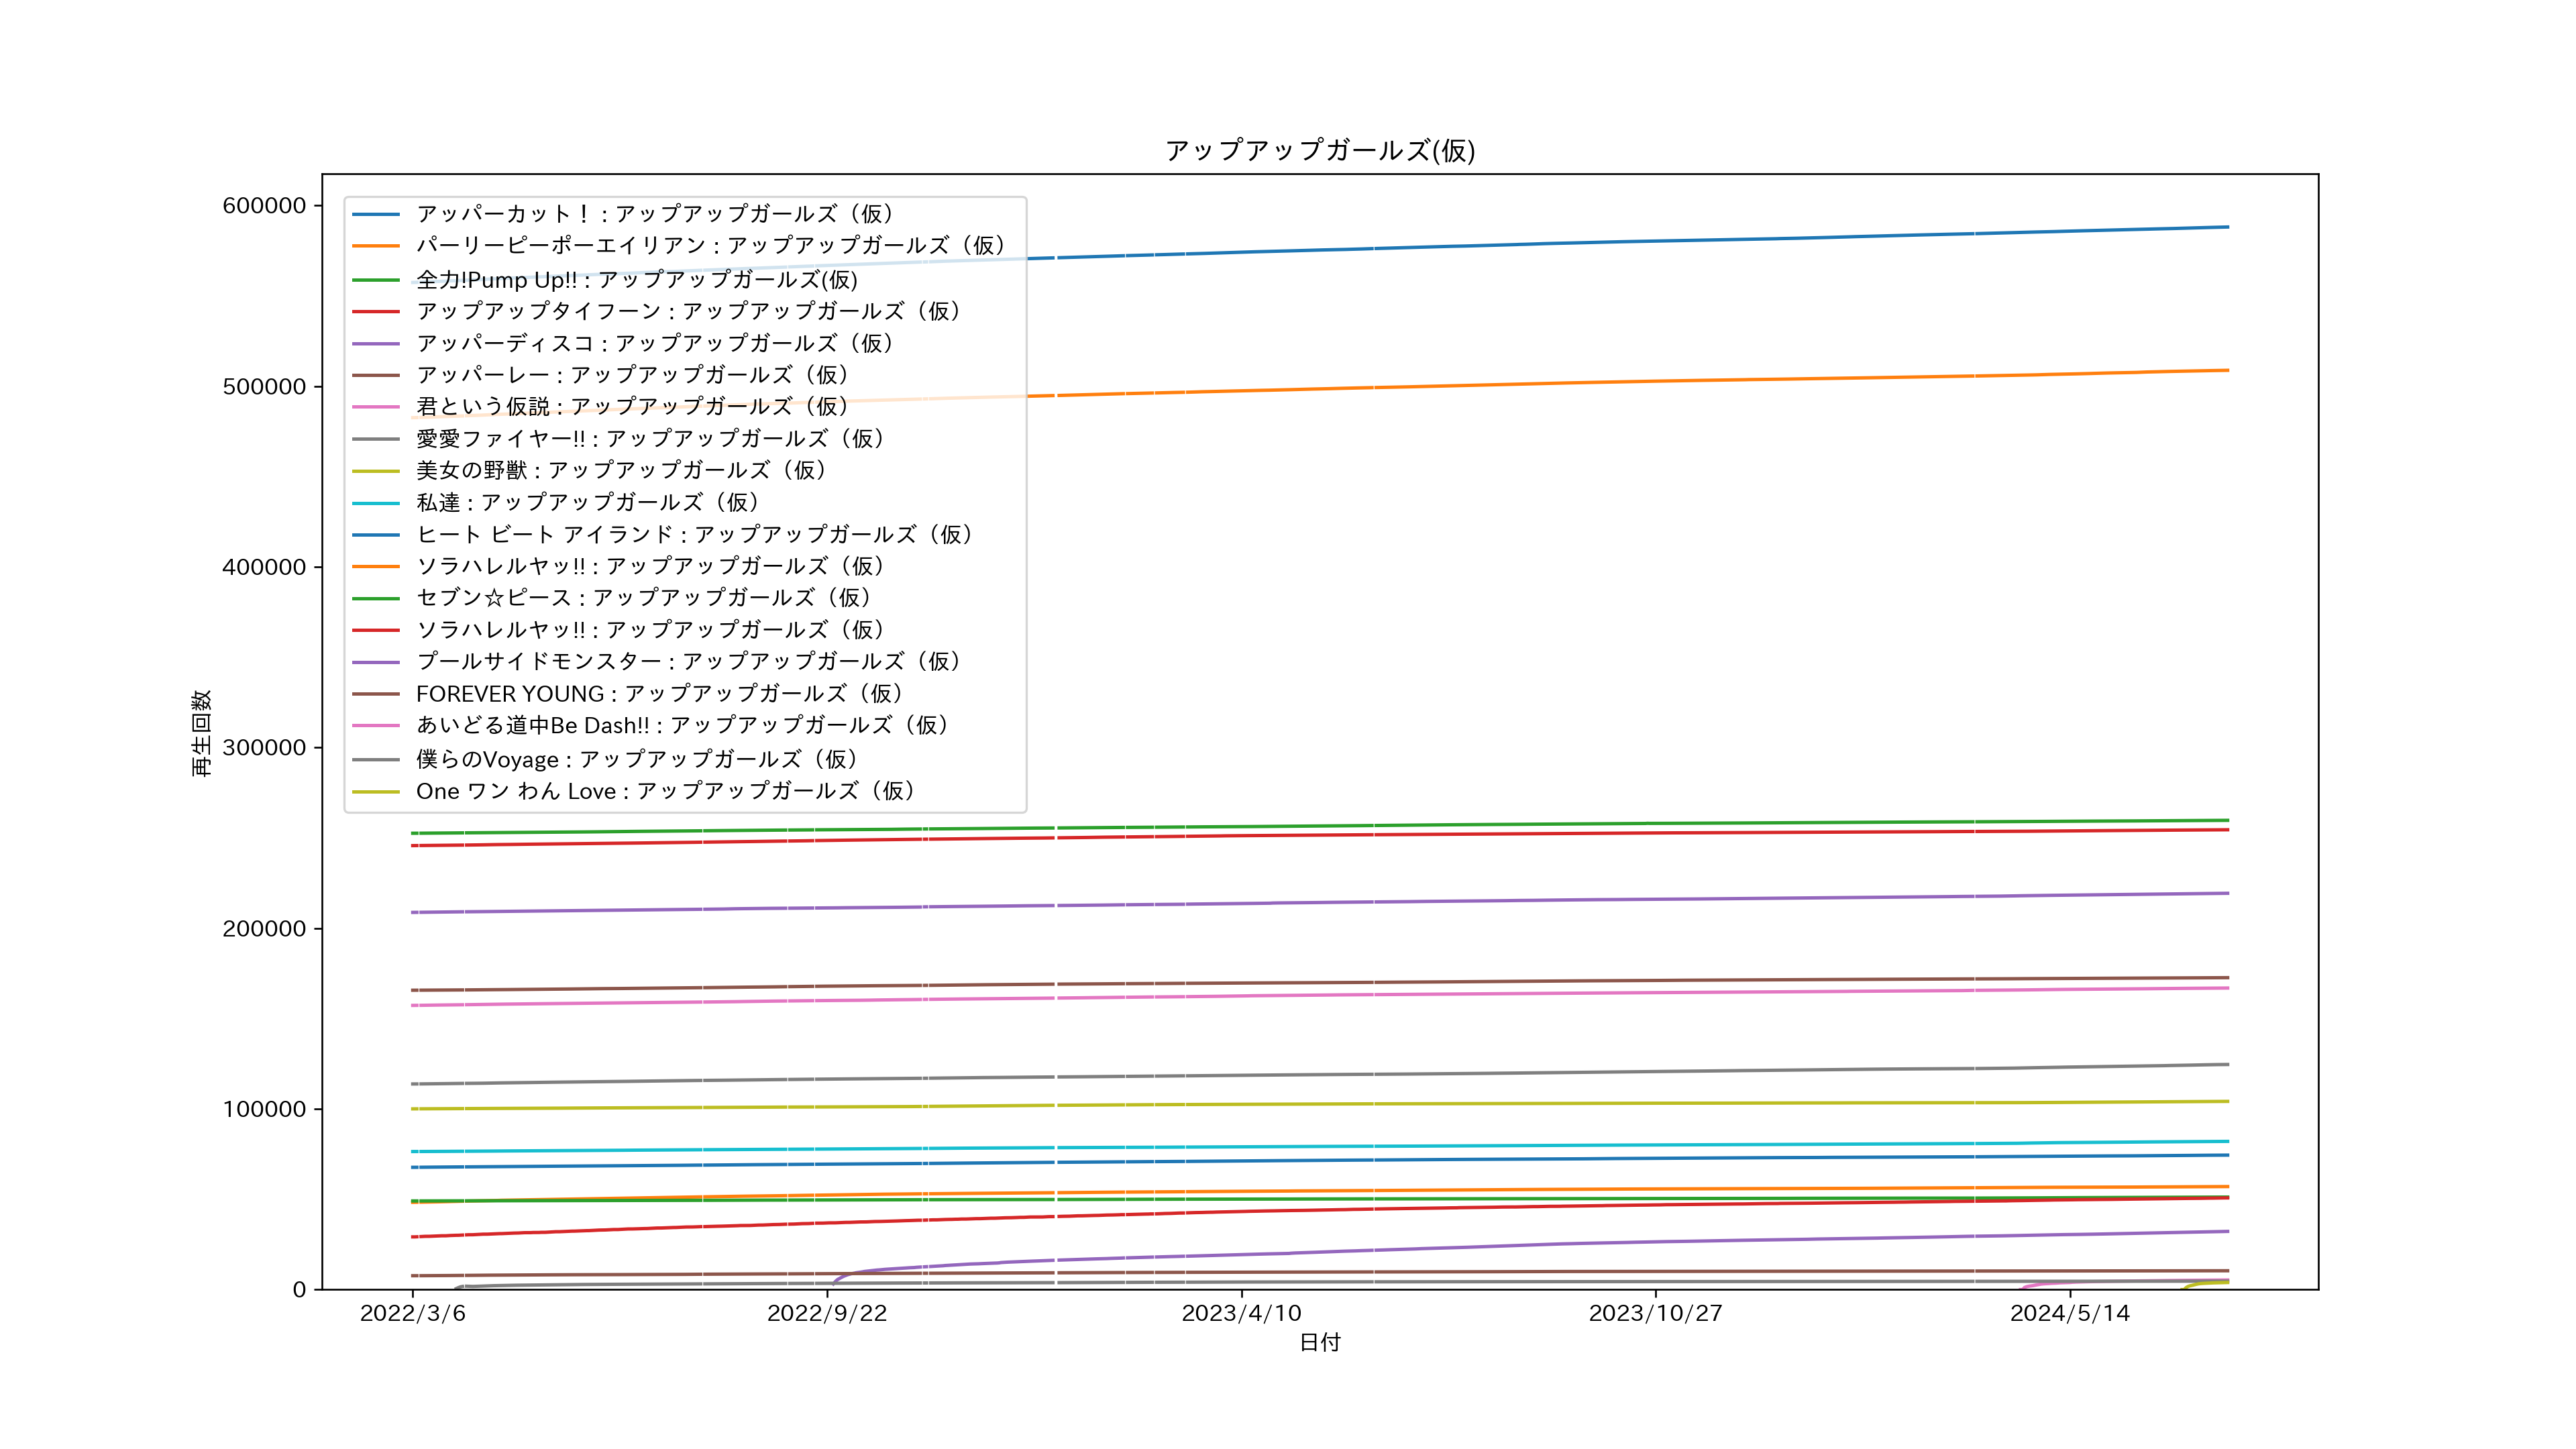 アップアップガールズ(仮)
600000
500000
400000
300000
200000
100000
0
再生回数
アッパーカット！ : アップアップガールズ（仮）
パーリーピーポーエイリアン : アップアップガールズ（仮）
全力!Pump Up!! : アップアップガールズ(仮)
アップアップタイフーン : アップアップガールズ（仮）
アッパーディスコ : アップアップガールズ（仮）
アッパーレー : アップアップガールズ（仮）
君という仮説 : アップアップガールズ（仮）
愛愛ファイヤー!! : アップアップガールズ（仮）
美女の野獣 : アップアップガールズ（仮）
私達 : アップアップガールズ（仮）
ヒート ビート アイランド : アップアップガールズ（仮）
ソラハレルヤッ!! : アップアップガールズ（仮）
セブン☆ピース : アップアップガールズ（仮）
ソラハレルヤッ!! : アップアップガールズ（仮）
プールサイドモンスター : アップアップガールズ（仮）
FOREVER YOUNG : アップアップガールズ（仮）
あいどる道中Be Dash!! : アップアップガールズ（仮）
僕らのVoyage : アップアップガールズ（仮）
One ワン わん Love : アップアップガールズ（仮）
2022/3/6
2022/9/22
2023/4/10
2023/10/27
2024/5/14
日付